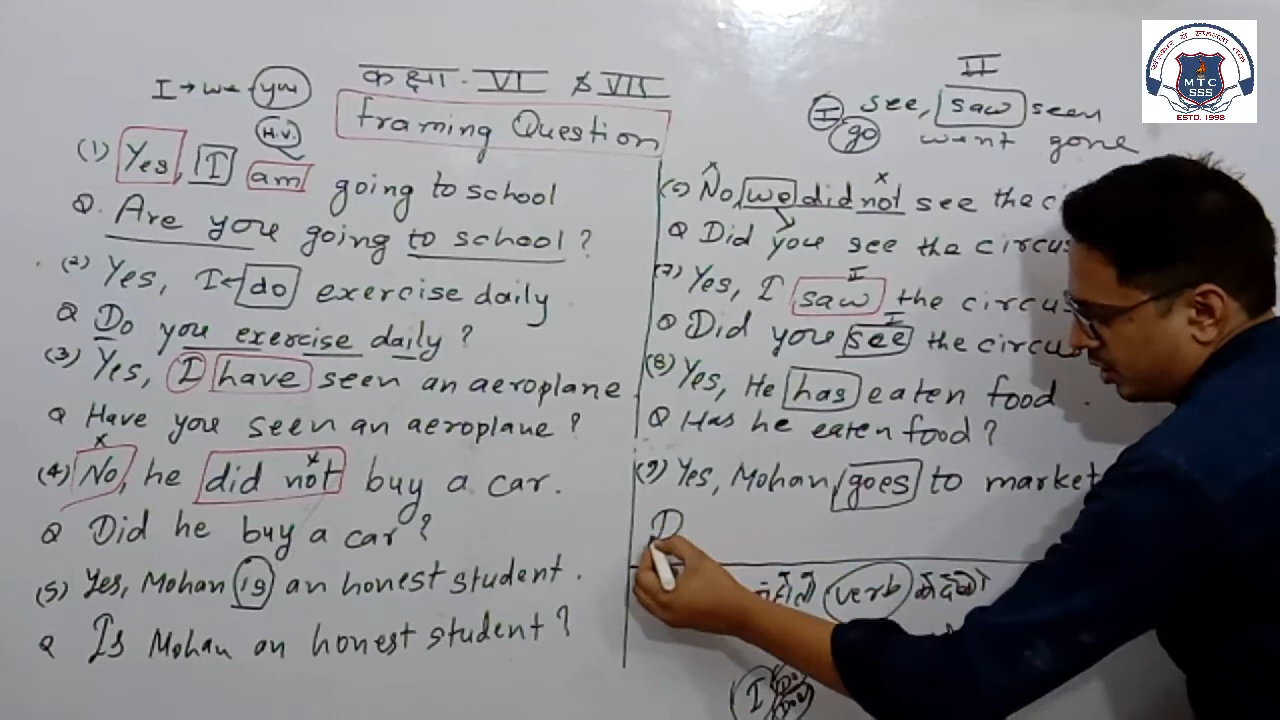 कक्षा - VI & VII
I → we - you
Framing Question
H.V.
(1) Yes, I am going to school
Q. Are you going to school ?
(2) Yes, I do exercise daily
Q Do you exercise daily ?
(3) Yes, I have seen an aeroplane
Q Have you seen an aeroplane ?
(4) No, he did not buy a car.
Q Did he buy a car ?
(5) Yes, Mohan is an honest student .
Q Is Mohan an honest student ?
II
I see, saw seen
go went gone
No, we did not see the
Q Did you see the circus
I
(7) Yes, I saw the circus
I
Q Did you see the circus
(8) Yes, He has eaten food .
Q Has he eaten food ?
(9) Yes, Mohan goes to market
D
verb
I Do
MTC
SSS
ESTD. 1998